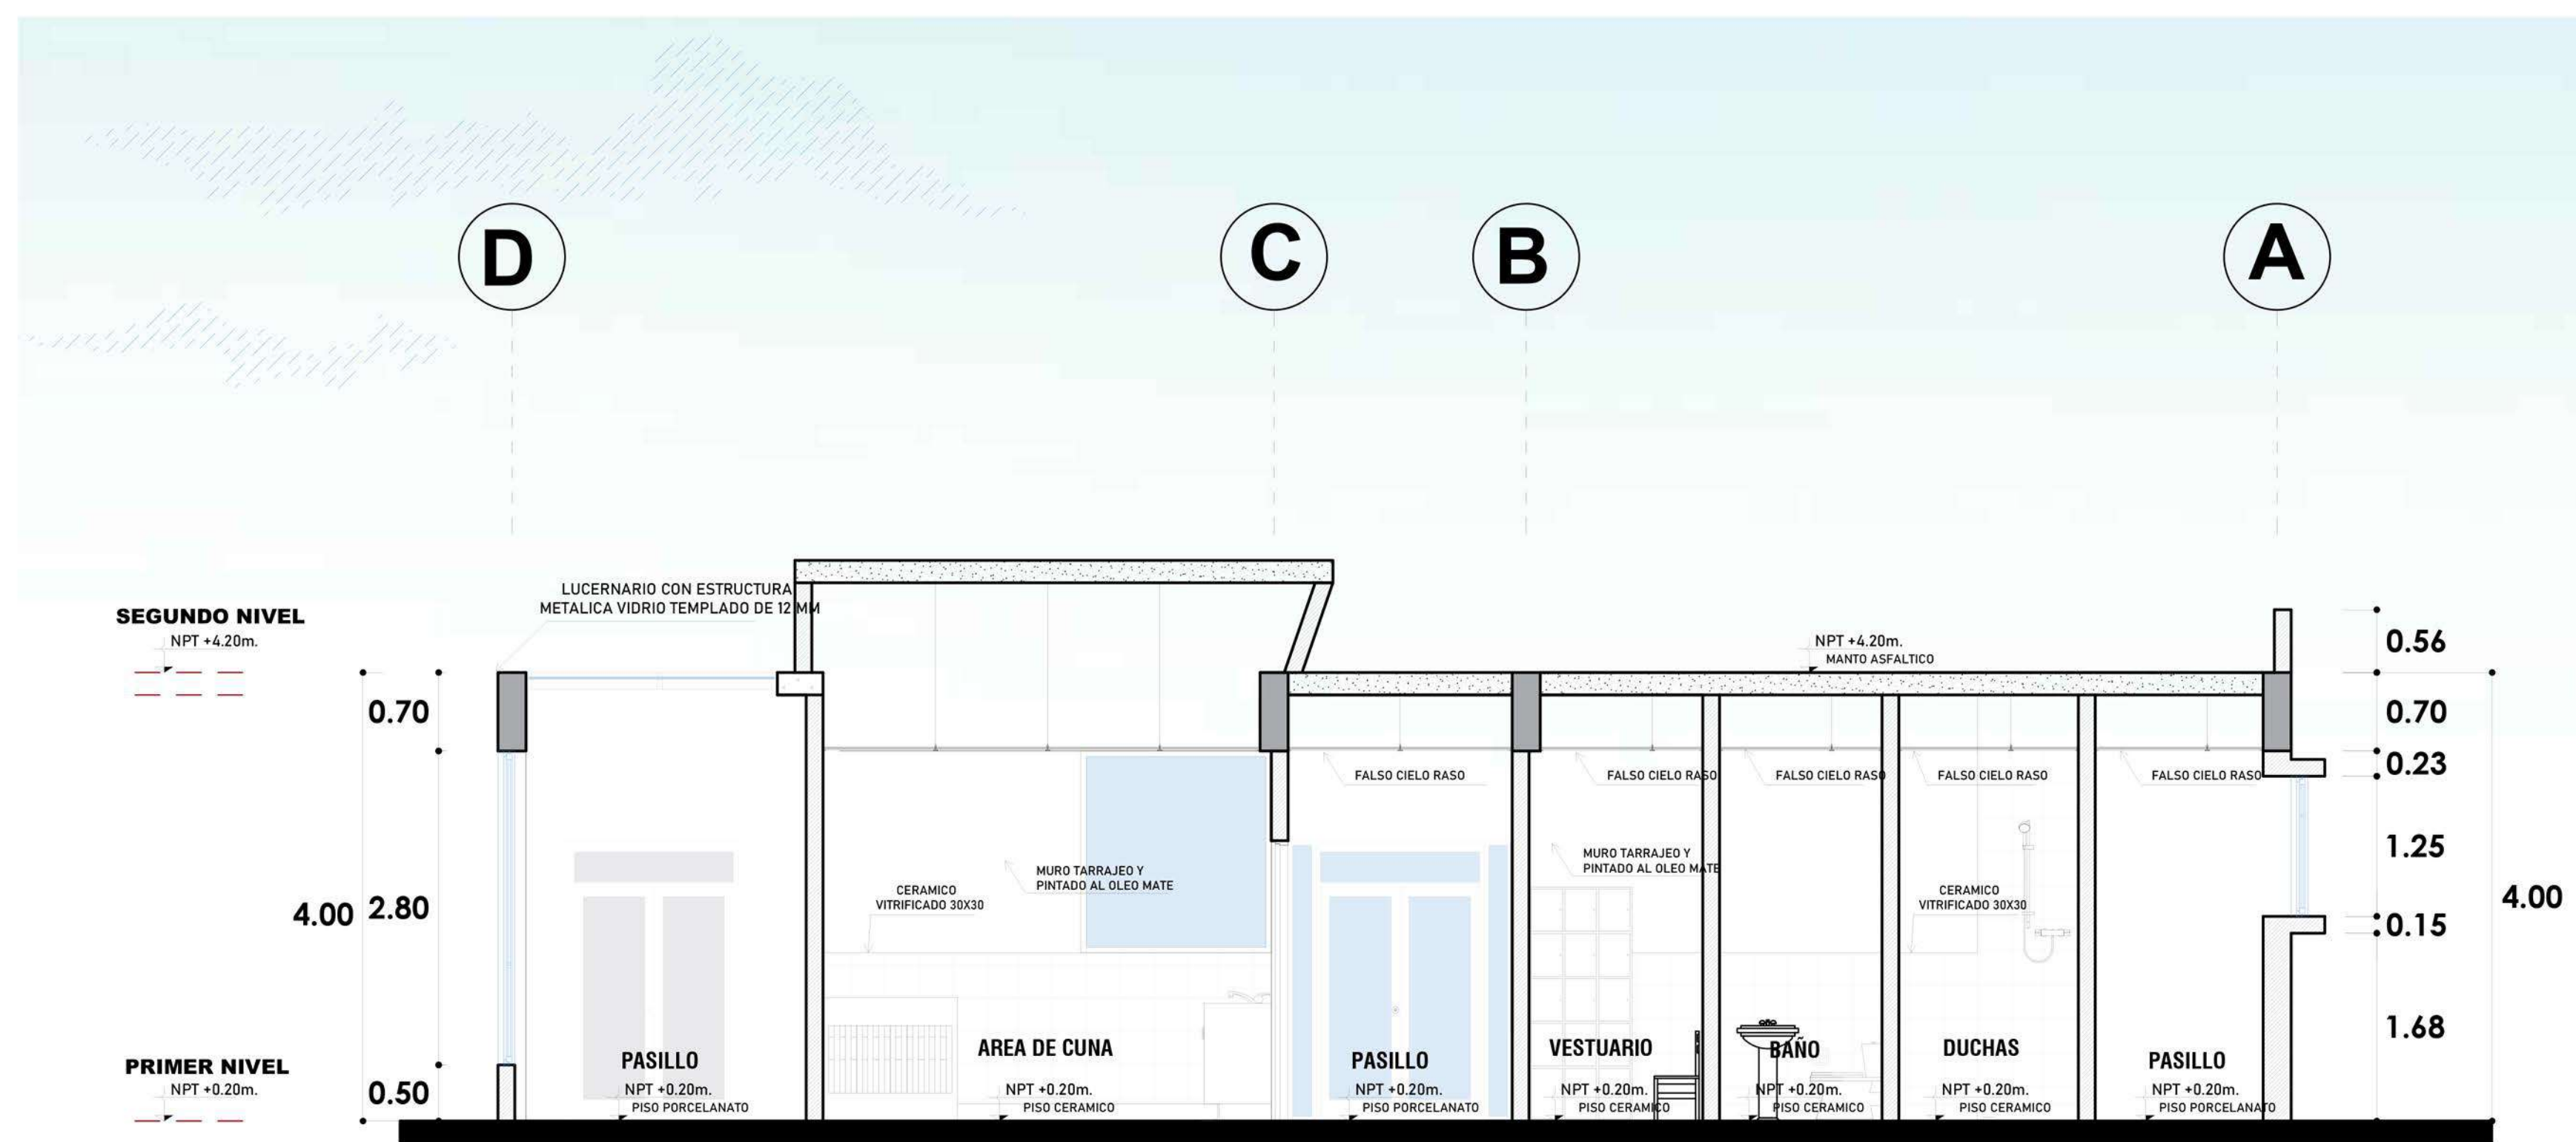 D
C
B
A
LUCERNARIO CON ESTRUCTURA
METALICA VIDRIO TEMPLADO DE 12 MM
SEGUNDO NIVEL
NPT +4.20m.
NPT +4.20m.
MANTO ASFALTICO
0.56
0.70
0.70
0.23
FALSO CIELO RASO
FALSO CIELO RASO
FALSO CIELO RASO
FALSO CIELO RASO
FALSO CIELO RASO
1.25
MURO TARRAJEO Y
PINTADO AL OLEO MATE
MURO TARRAJEO Y
PINTADO AL OLEO MATE
CERAMICO
VITRIFICADO 30X30
CERAMICO
VITRIFICADO 30X30
4.00
2.80
4.00
0.15
1.68
PRIMER NIVEL
NPT +0.20m.
0.50
PASILLO
NPT +0.20m.
PISO PORCELANATO
AREA DE CUNA
NPT +0.20m.
PISO CERAMICO
PASILLO
NPT +0.20m.
PISO PORCELANATO
VESTUARIO
NPT +0.20m.
PISO CERAMICO
BAÑO
NPT +0.20m.
PISO CERAMICO
DUCHAS
NPT +0.20m.
PISO CERAMICO
PASILLO
NPT +0.20m.
PISO PORCELANATO